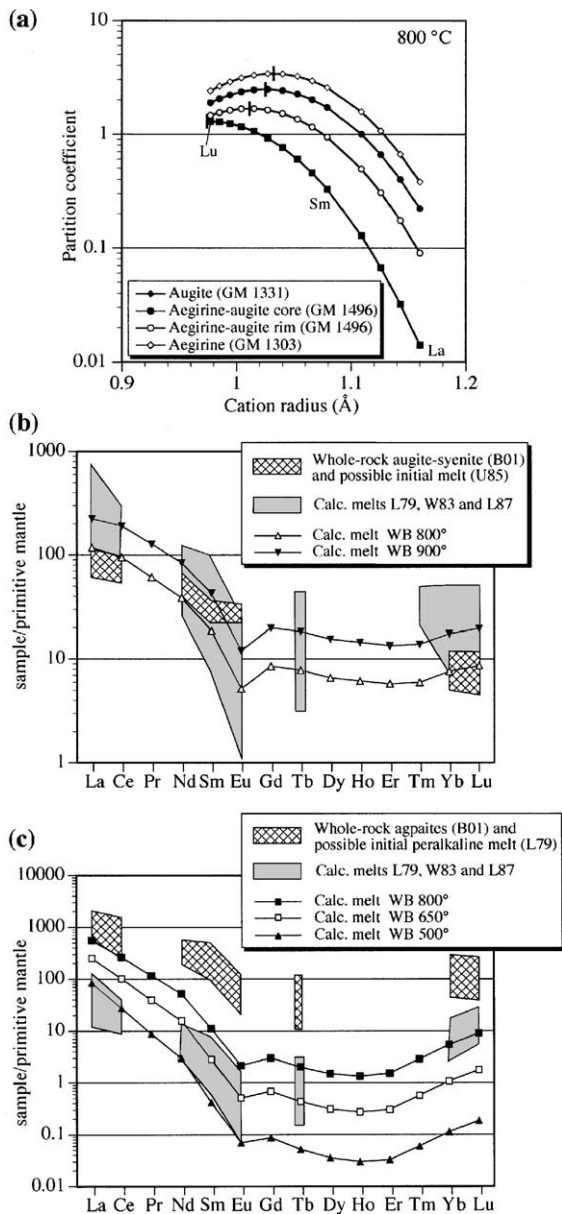 (a)
10
800 °C
1
Lu
Sm
0.1
Augite (GM 1331)
Aegirine-augite core (GM 1496)
Aegirine-augite rim (GM 1496)
Aegirine (GM 1303)
La
0.01
0.9 1 1.1 1.2
Partition coefficient
Cation radius (Å)
(b)
1000
Whole-rock augite-syenite (B01)
and possible initial melt (U85)
Calc. melts L79, W83 and L87
Calc. melt WB 800°
Calc. melt WB 900°
100
10
1
sample/primitive mantle
La Ce Pr Nd Sm Eu Gd Tb Dy Ho Er Tm Yb Lu
(c)
10000
Whole-rock agpaites (B01) and
possible initial peralkaline melt (L79)
Calc. melts L79, W83 and L87
Calc. melt WB 800°
Calc. melt WB 650°
Calc. melt WB 500°
1000
100
10
1
0.1
0.01
sample/primitive mantle
La Ce Pr Nd Sm Eu Gd Tb Dy Ho Er Tm Yb Lu